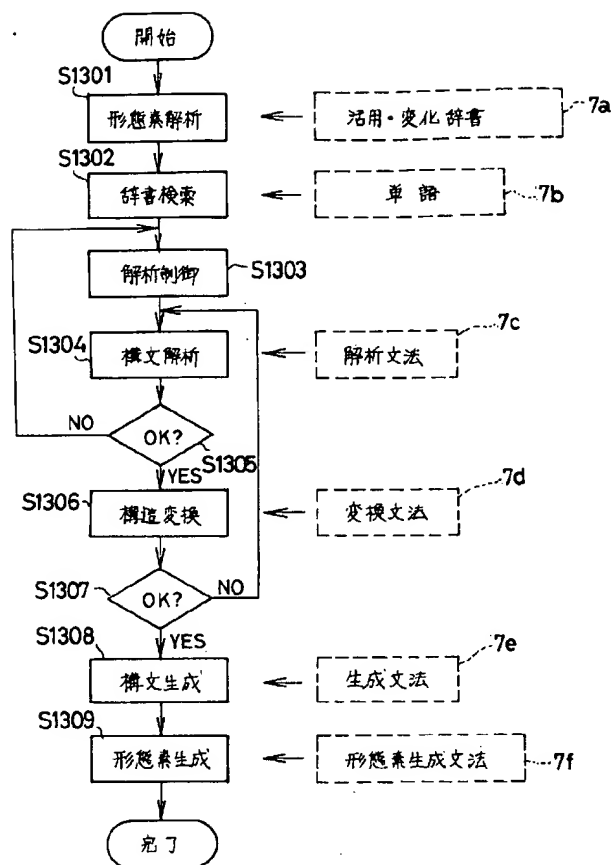 開始
S1301
形態素解析
活用・変化辞書
7a
S1302
辞書検索
単語
7b
解析制御
S1303
S1304
構文解析
解析文法
7c
NO
OK?
S1305
YES
S1306
構造変換
変換文法
7d
S1307
OK?
NO
YES
S1308
構文生成
生成文法
7e
S1309
形態素生成
形態素生成文法
7f
完了